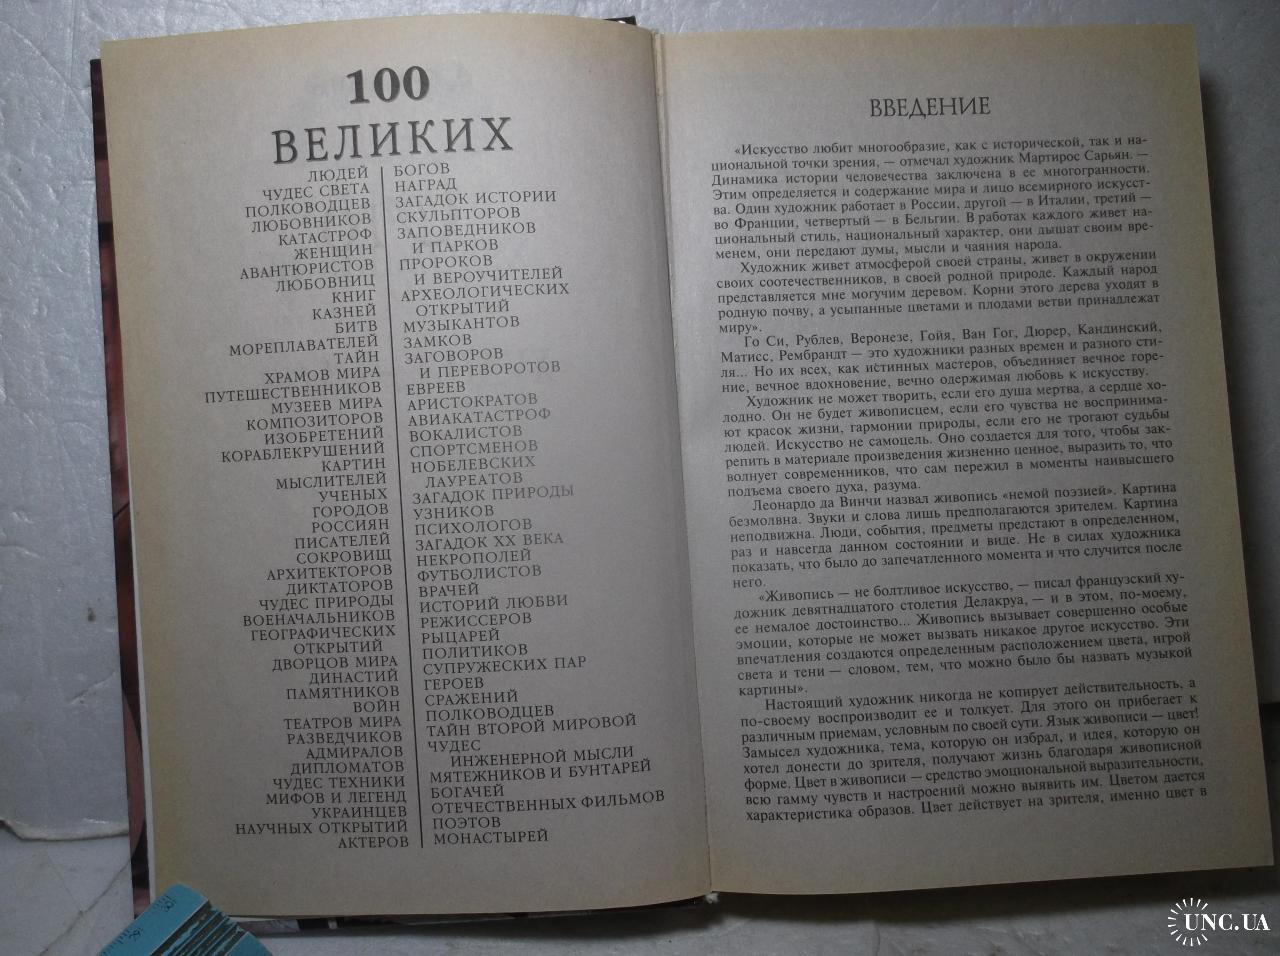 100
ВЕЛИКИХ
ЛЮДЕЙ
ЧУДЕС СВЕТА
ПОЛКОВОДЦЕВ
ЛЮБОВНИКОВ
КАТАСТРОФ
ЖЕНЩИН
АВАНТЮРИСТОВ
ЛЮБОВНИЦ
КНИГ
КАЗНЕЙ
БИТВ
МОРЕПЛАВАТЕЛЕЙ
ТАЙН
ХРАМОВ МИРА
ПУТЕШЕСТВЕННИКОВ
МУЗЕЕВ МИРА
КОМПОЗИТОРОВ
ИЗОБРЕТЕНИЙ
КОРАБЛЕКРУШЕНИЙ
КАРТИН
МЫСЛИТЕЛЕЙ
УЧЕНЫХ
ГОРОДОВ
РОССИЯН
ПИСАТЕЛЕЙ
СОКРОВИЩ
АРХИТЕКТОРОВ
ДИКТАТОРОВ
ЧУДЕС ПРИРОДЫ
ВОЕНАЧАЛЬНИКОВ
ГЕОГРАФИЧЕСКИХ
ОТКРЫТИЙ
ДВОРЦОВ МИРА
ДИНАСТИЙ
ПАМЯТНИКОВ
ВОЙН
ТЕАТРОВ МИРА
РАЗВЕДЧИКОВ
АДМИРАЛОВ
ДИПЛОМАТОВ
ЧУДЕС ТЕХНИКИ
МИФОВ И ЛЕГЕНД
УКРАИНЦЕВ
НАУЧНЫХ ОТКРЫТИЙ
АКТЕРОВ
БОГОВ
НАГРАД
ЗАГАДОК ИСТОРИИ
СКУЛЬПТОРОВ
ЗАПОВЕДНИКОВ
И ПАРКОВ
ПРОРОКОВ
И ВЕРОУЧИТЕЛЕЙ
АРХЕОЛОГИЧЕСКИХ
ОТКРЫТИЙ
МУЗЫКАНТОВ
ЗАМКОВ
ЗАГОВОРОВ
И ПЕРЕВОРОТОВ
ЕВРЕЕВ
АРИСТОКРАТОВ
АВИАКАТАСТРОФ
ВОКАЛИСТОВ
СПОРТСМЕНОВ
НОБЕЛЕВСКИХ
ЛАУРЕАТОВ
ЗАГАДОК ПРИРОДЫ
УЗНИКОВ
ПСИХОЛОГОВ
ЗАГАДОК XX ВЕКА
НЕКРОПОЛЕЙ
ФУТБОЛИСТОВ
ВРАЧЕЙ
ИСТОРИЙ ЛЮБВИ
РЕЖИССЕРОВ
РЫЦАРЕЙ
ПОЛИТИКОВ
СУПРУЖЕСКИХ ПАР
ГЕРОЕВ
СРАЖЕНИЙ
ПОЛКОВОДЦЕВ
ТАЙН ВТОРОЙ МИРОВОЙ
ЧУДЕС
ИНЖЕНЕРНОЙ МЫСЛИ
МЯТЕЖНИКОВ И БУНТАРЕЙ
БОГАЧЕЙ
ОТЕЧЕСТВЕННЫХ ФИЛЬМОВ
ПОЭТОВ
МОНАСТЫРЕЙ
ВВЕДЕНИЕ
«Искусство любит многообразие, как с исторической, так и на-
циональной точки зрения, — отмечал художник Мартирос Сарьян. —
Динамика истории человечества заключена в ее многогранности.
Этим определяется и содержание мира и лицо всемирного искусст-
ва. Один художник работает в России, другой — в Италии, третий —
во Франции, четвертый — в Бельгии. В работах каждого живет на-
циональный стиль, национальный характер, они дышат своим вре-
менем, они передают думы, мысли и чаяния народа.
Художник живет атмосферой своей страны, живет в окружении
своих соотечественников, в своей родной природе. Каждый народ
представляется мне могучим деревом. Корни этого дерева уходят в
родную почву, а усыпанные цветами и плодами ветви принадлежат
миру».
Го Си, Рублев, Веронезе, Гойя, Ван Гог, Дюрер, Кандинский,
Матисс, Рембрандт — это художники разных времен и разного сти-
ля... Но их всех, как истинных мастеров, объединяет вечное горе-
ние, вечное вдохновение, вечно одержимая любовь к искусству.
Художник не может творить, если его душа мертва, а сердце хо-
лодно. Он не будет живописцем, если его чувства не воспринима-
ют красок жизни, гармонии природы, если его не трогают судьбы
людей. Искусство не самоцель. Оно создается для того, чтобы зак-
репить в материале произведения жизненно ценное, выразить то, что
волнует современников, что сам пережил в моменты наивысшего
подъема своего духа, разума.
Леонардо да Винчи назвал живопись «немой поэзией». Картина
безмолвна. Звуки и слова лишь предполагаются зрителем. Картина
неподвижна. Люди, события, предметы предстают в определенном,
раз и навсегда данном состоянии и виде. Не в силах художника
показать, что было до запечатленного момента и что случится после
него.
«Живопись — не болтливое искусство, — писал французский ху-
дожник девятнадцатого столетия Делакруа, — и в этом, по-моему,
ее немалое достоинство... Живопись вызывает совершенно особые
эмоции, которые не может вызвать никакое другое искусство. Эти
впечатления создаются определенным расположением цвета, игрой
света и тени — словом, тем, что можно было бы назвать музыкой
картины».
Настоящий художник никогда не копирует действительность, а
по-своему воспроизводит ее и толкует. Для этого он прибегает к
различным приемам, условным по своей сути. Язык живописи — цвет!
Замысел художника, тема, которую он избрал, и идея, которую он
хотел донести до зрителя, получают жизнь благодаря живописной
форме. Цвет в живописи — средство эмоциональной выразительности,
всю гамму чувств и настроений можно выявить им. Цветом дается
характеристика образов. Цвет действует на зрителя, именно цвет в
UNC.UA